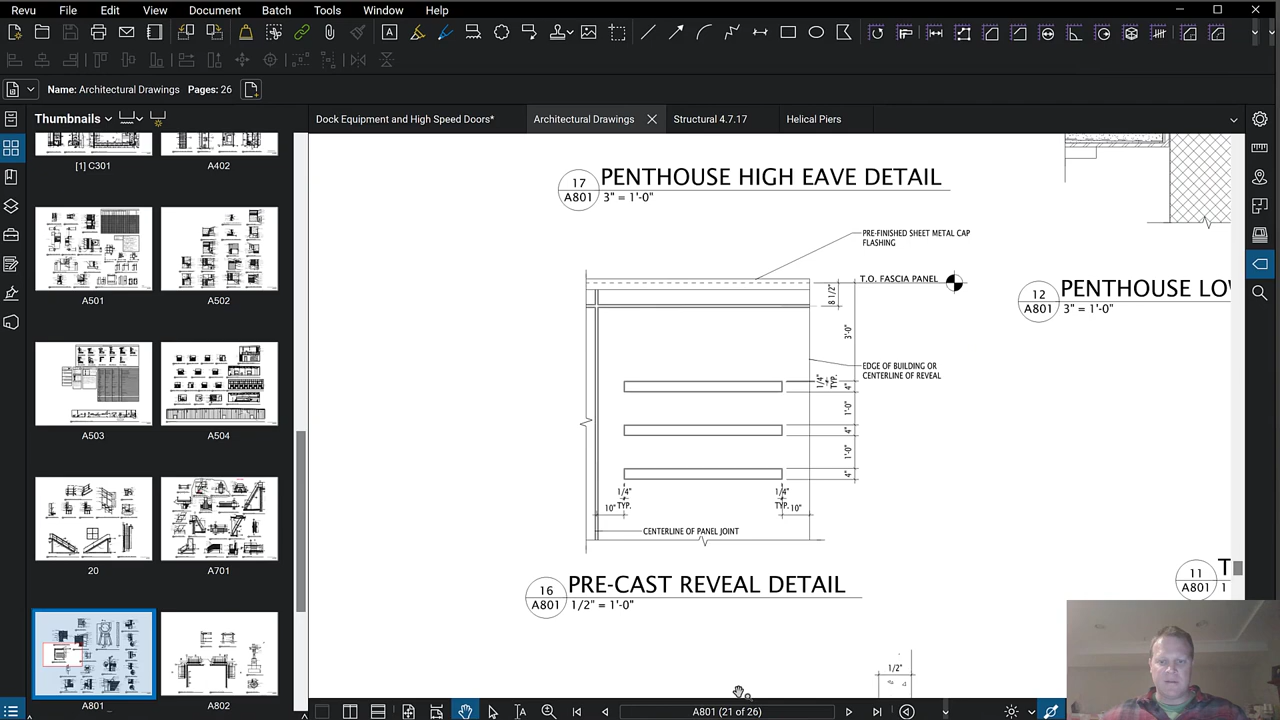 Revu File Edit View Document Batch Tools Window Help
Name: Architectural Drawings Pages: 26
Thumbnails
Dock Equipment and High Speed Doors* Architectural Drawings Structural 4.7.17 Helical Piers
[1] C301 A402
A501 A502
A503 A504
20 A701
A801 A802
17
A801
PENTHOUSE HIGH EAVE DETAIL
3" = 1'-0"
PRE-FINISHED SHEET METAL CAP
FLASHING
T.O. FASCIA PANEL
8 1/2"
3'-0"
EDGE OF BUILDING OR
CENTERLINE OF REVEAL
1/4"
TYP.
4"
1'-0"
4"
1'-0"
4"
1/4"
TYP.
10"
1/4"
TYP.
10"
CENTERLINE OF PANEL JOINT
16
A801
PRE-CAST REVEAL DETAIL
1/2" = 1'-0"
12
A801
PENTHOUSE LO
3" = 1'-0"
11
A801
T
1
1/2"
A801 (21 of 26)